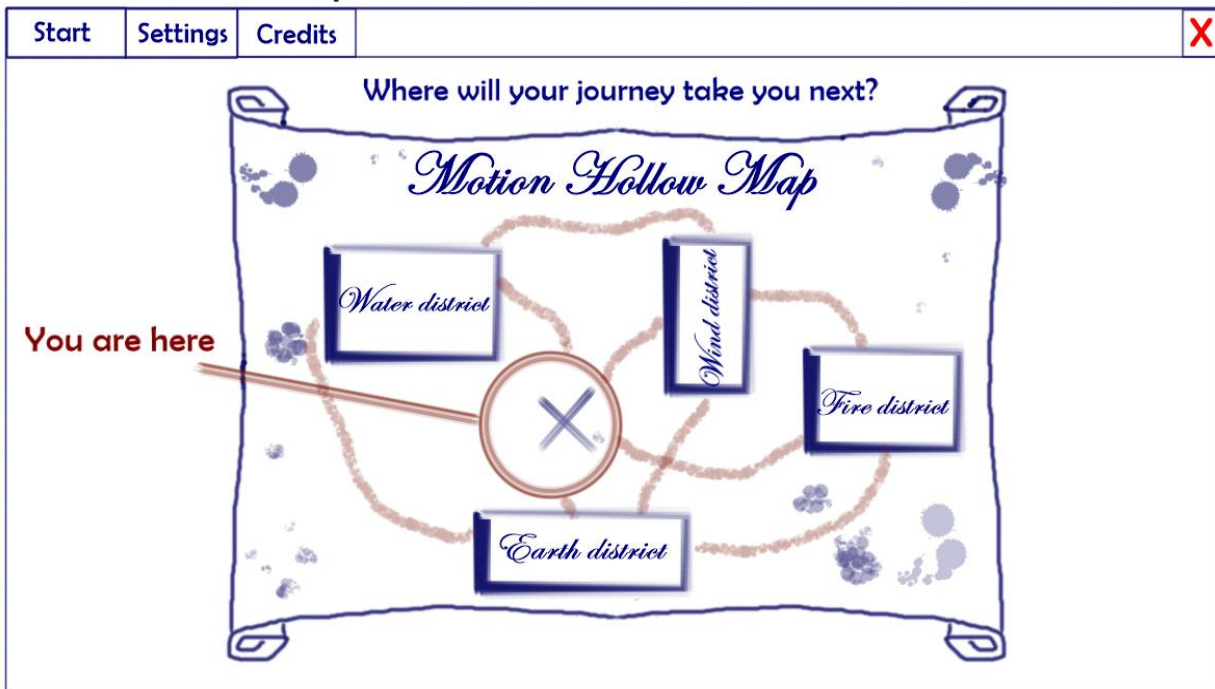 Start Settings Credits X
Where will your journey take you next?
Motion Hollow Map
Water district
Wind district
You are here
Fire district
Earth district